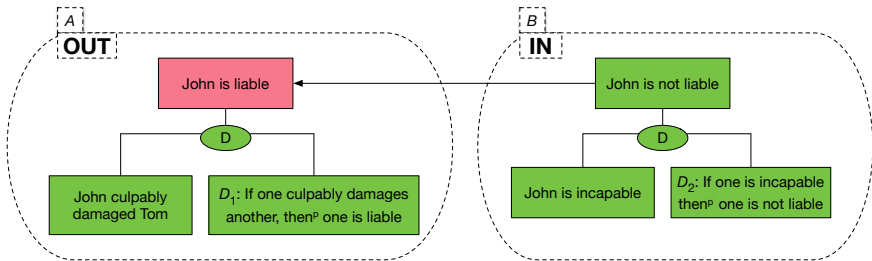 A
OUT
John is liable
D
John culpably
damaged Tom
D1: If one culpably damages
another, thenᵖ one is liable
B
IN
John is not liable
D
John is incapable
D2: If one is incapable
thenᵖ one is not liable